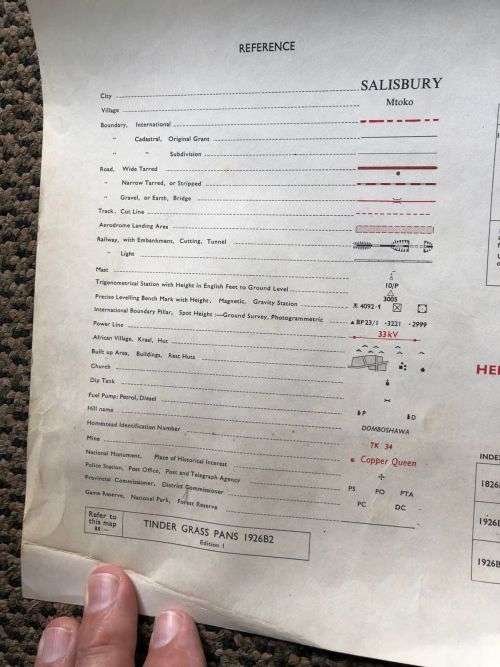 REFERENCE
City SALISBURY
Village Mtoko
Boundary, International
" Cadastral, Original Grant
" " Subdivision
Road, Wide Tarred
" Narrow Tarred, or Stripped
" Gravel, or Earth, Bridge
Track, Cut Line
Aerodrome Landing Area
Railway, with Embankment, Cutting, Tunnel
" Light
Mast
Trigonometrical Station with Height in English Feet to Ground Level 10/P 3005
Precise Levelling Bench Mark with Height, Magnetic, Gravity Station 4092·1
International Boundary Pillar, Spot Height:—Ground Survey, Photogrammetric BP23/1 ·3221 ·2999
Power Line 33kV
African Village, Kraal, Hut
Built up Area, Buildings, Rest Huts
Church
Dip Tank
Fuel Pump: Petrol, Diesel P D
Hill name DOMBOSHAWA
Homestead Identification Number TK 34
Mine Copper Queen
National Monument, Place of Historical Interest
Police Station, Post Office, Post and Telegraph Agency PS PO PTA
Provincial Commissioner, District Commissioner PC DC
Game Reserve, National Park, Forest Reserve
Refer to this map as:— TINDER GRASS PANS 1926B2
Edition 1
HE
INDE
1826
1926
1926B